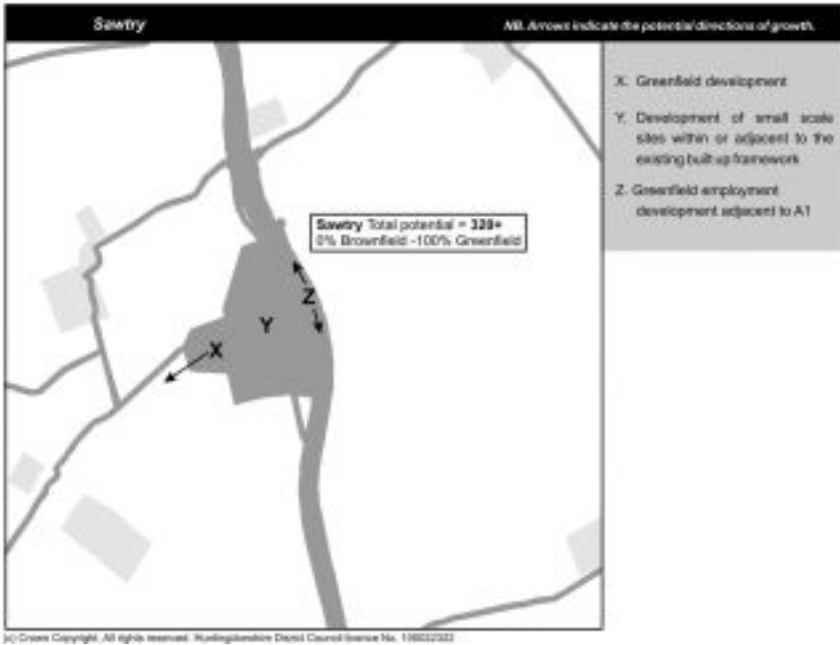 Sawtry
NB. Arrows indicate the potential directions of growth.
X. Greenfield development
Y. Development of small scale
sites within or adjacent to the
existing built up framework
Z. Greenfield employment
development adjacent to A1
Sawtry Total potential = 320+
0% Brownfield -100% Greenfield
Z
Y
X
(c) Crown Copyright. All rights reserved. Huntingdonshire District Council licence No.